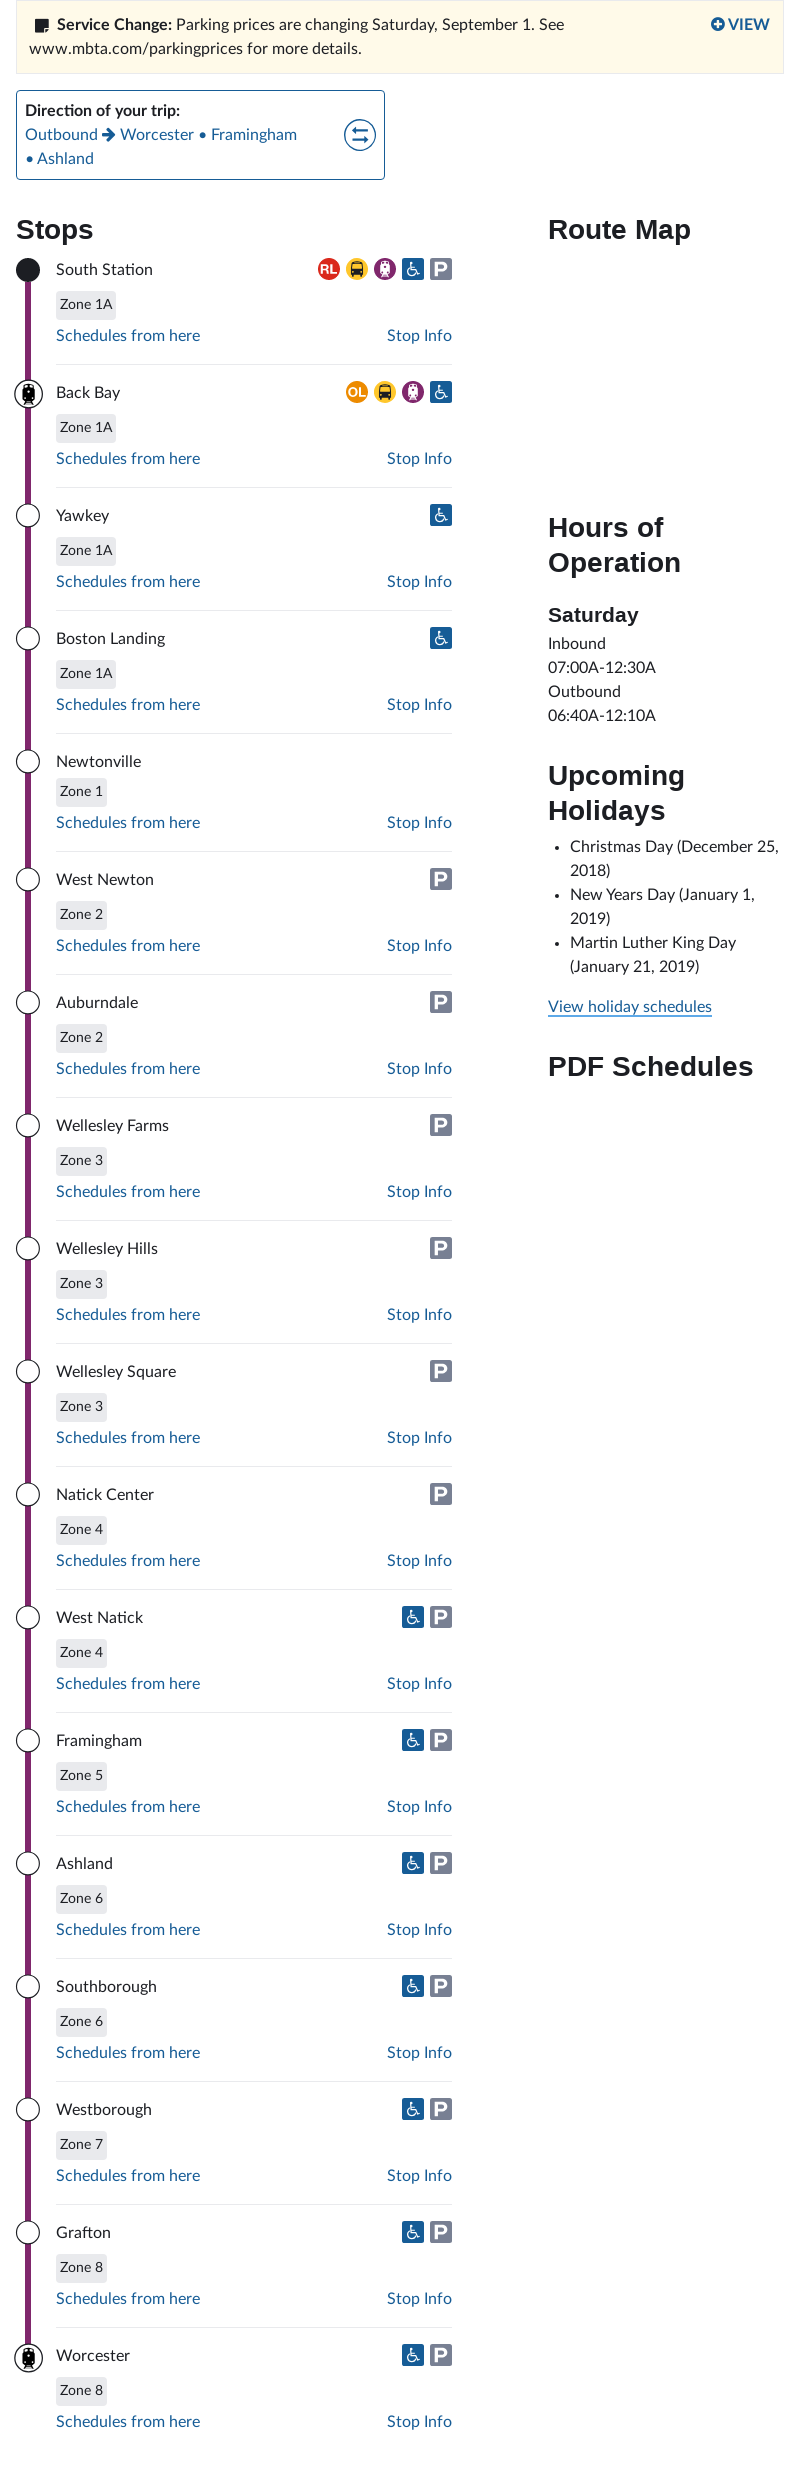 Service Change: Parking prices are changing Saturday, September 1. See
www.mbta.com/parkingprices for more details.
VIEW
Direction of your trip:
Outbound → Worcester • Framingham
• Ashland
Stops
South Station
RL
P
Zone 1A
Schedules from here
Stop Info
Back Bay
OL
Zone 1A
Schedules from here
Stop Info
Yawkey
Zone 1A
Schedules from here
Stop Info
Boston Landing
Zone 1A
Schedules from here
Stop Info
Newtonville
Zone 1
Schedules from here
Stop Info
West Newton
P
Zone 2
Schedules from here
Stop Info
Auburndale
P
Zone 2
Schedules from here
Stop Info
Wellesley Farms
P
Zone 3
Schedules from here
Stop Info
Wellesley Hills
P
Zone 3
Schedules from here
Stop Info
Wellesley Square
P
Zone 3
Schedules from here
Stop Info
Natick Center
P
Zone 4
Schedules from here
Stop Info
West Natick
P
Zone 4
Schedules from here
Stop Info
Framingham
P
Zone 5
Schedules from here
Stop Info
Ashland
P
Zone 6
Schedules from here
Stop Info
Southborough
P
Zone 6
Schedules from here
Stop Info
Westborough
P
Zone 7
Schedules from here
Stop Info
Grafton
P
Zone 8
Schedules from here
Stop Info
Worcester
P
Zone 8
Schedules from here
Stop Info
Route Map
Hours of
Operation
Saturday
Inbound
07:00A-12:30A
Outbound
06:40A-12:10A
Upcoming
Holidays
• Christmas Day (December 25,
2018)
• New Years Day (January 1,
2019)
• Martin Luther King Day
(January 21, 2019)
View holiday schedules
PDF Schedules